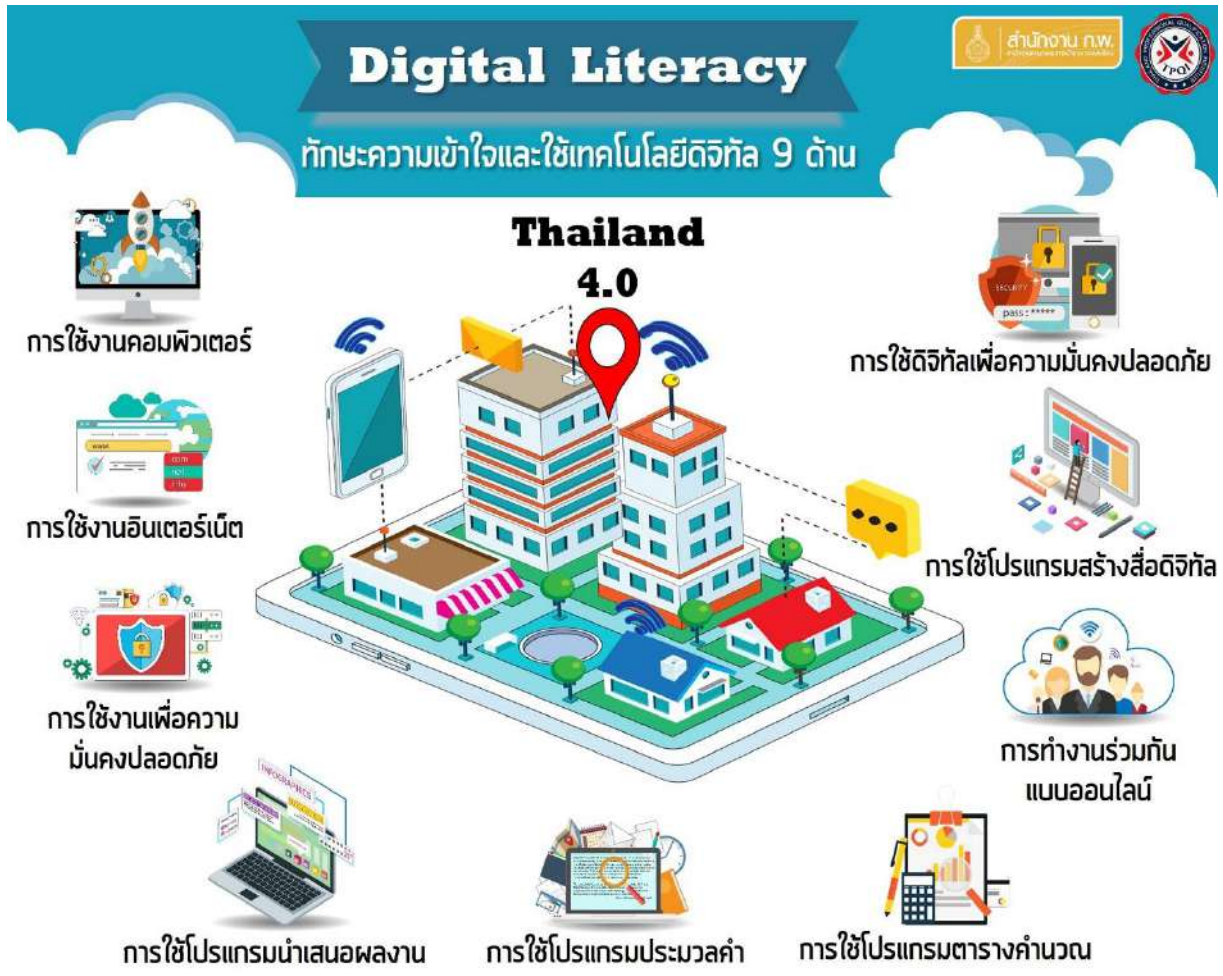 Digital Literacy
สำนักงาน ก.พ.
TPQI
ทักษะความเข้าใจและใช้เทคโนโลยีดิจิทัล 9 ด้าน
Thailand
4.0
การใช้งานคอมพิวเตอร์
SECURITY
pass : *****
การใช้ดิจิทัลเพื่อความมั่นคงปลอดภัย
www
.com
.net
การใช้งานอินเตอร์เน็ต
การใช้โปรแกรมสร้างสื่อดิจิทัล
การใช้งานเพื่อความ
มั่นคงปลอดภัย
การทำงานร่วมกัน
แบบออนไลน์
INFOGRAPHICS
การใช้โปรแกรมนำเสนอผลงาน
การใช้โปรแกรมประมวลคำ
การใช้โปรแกรมตารางคำนวณ